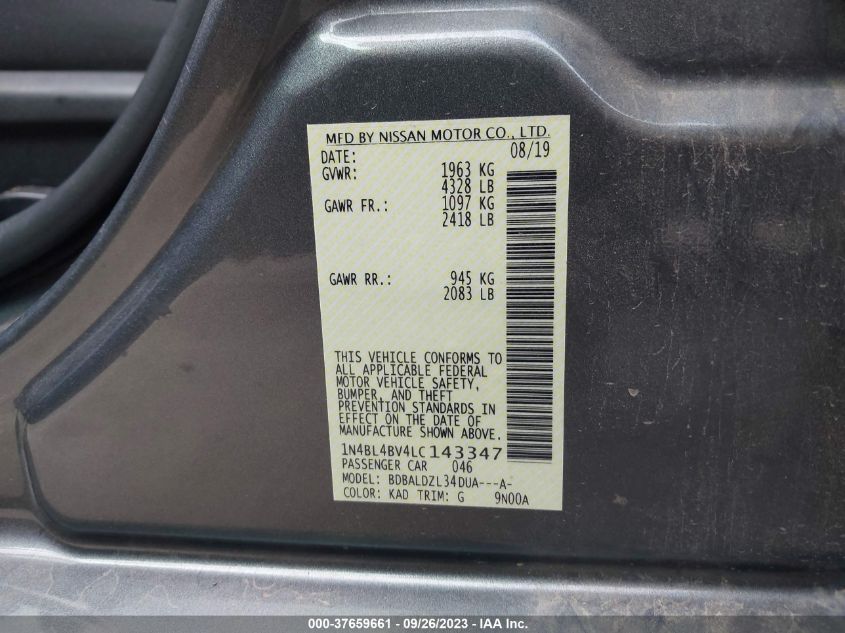 MFD BY NISSAN MOTOR CO., LTD.
DATE: 08/19
GVWR: 1963 KG
4328 LB
GAWR FR.: 1097 KG
2418 LB
GAWR RR.: 945 KG
2083 LB
THIS VEHICLE CONFORMS TO
ALL APPLICABLE FEDERAL
MOTOR VEHICLE SAFETY,
BUMPER, AND THEFT
PREVENTION STANDARDS IN
EFFECT ON THE DATE OF
MANUFACTURE SHOWN ABOVE.
1N4BL4BV4LC143347
PASSENGER CAR 046
MODEL: BDBALDZL34DUA---A-
COLOR: KAD TRIM: G 9N00A
000-37659661 - 09/26/2023 - IAA Inc.